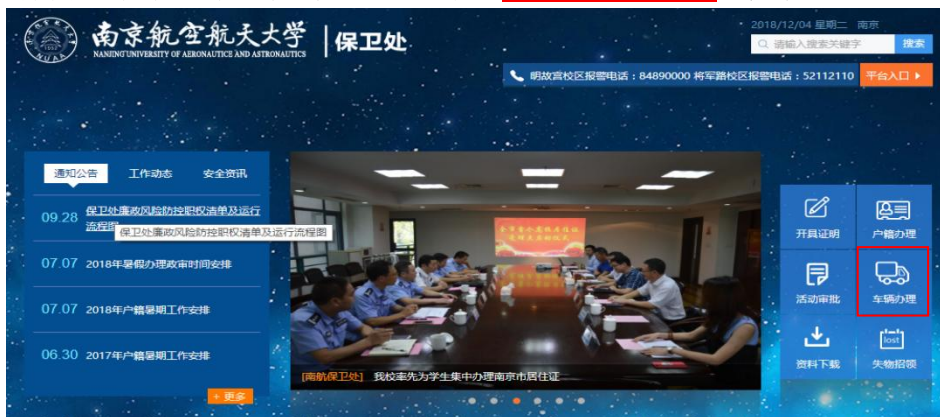 2018/12/04 星期二 南京
南京航空航天大学
保卫处
NANJING UNIVERSITY OF AERONAUTICS AND ASTRONAUTICS
1952
NUAA
请输入搜索关键字
搜索
明故宫校区报警电话：84890000 将军路校区报警电话：52112110
平台入口
通知公告
工作动态
安全资讯
09.28 保卫处廉政风险防控职权清单及运行
流程图
保卫处廉政风险防控职权清单及运行流程图
07.07 2018年暑假办理政审时间安排
07.07 2018年户籍暑期工作安排
06.30 2017年户籍暑期工作安排
+ 更多
[南航保卫处] 我校率先为学生集中办理南京市居住证
开具证明
户籍办理
活动审批
车辆办理
资料下载
lost
失物招领